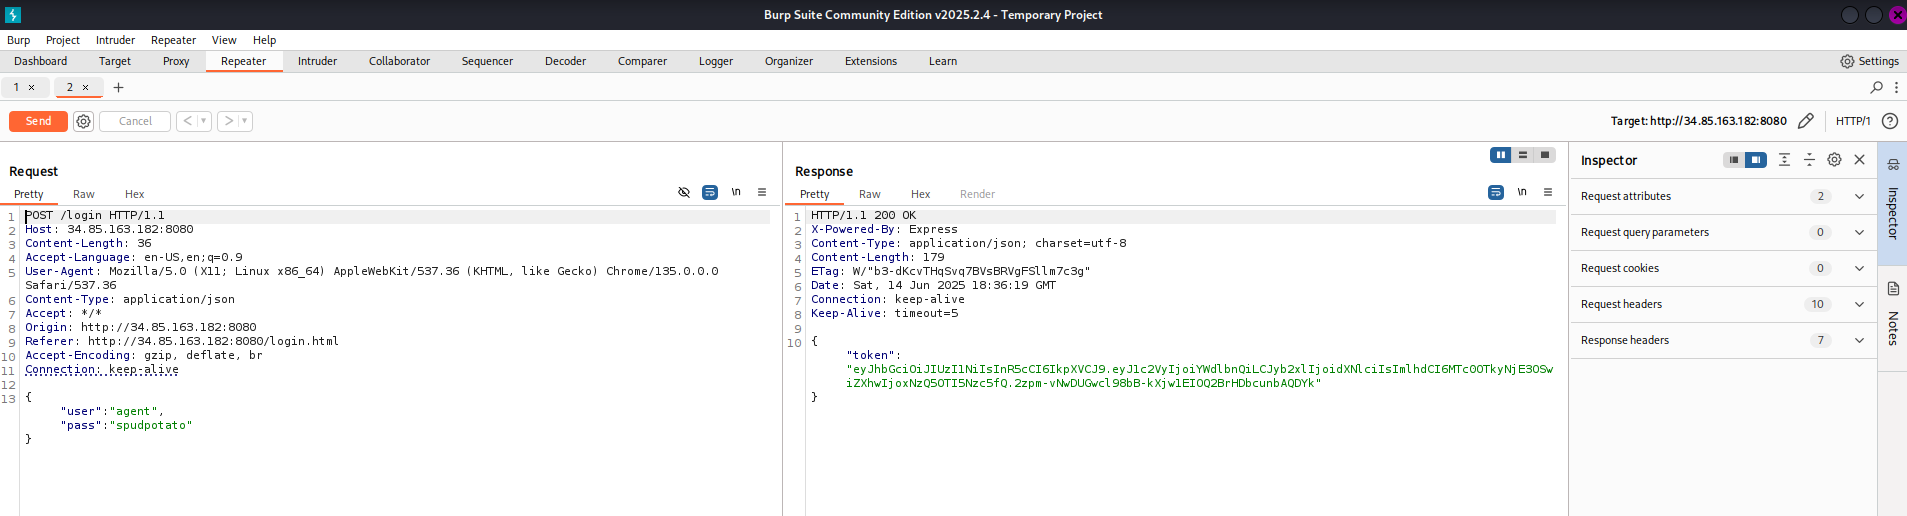 Burp Suite Community Edition v2025.2.4 - Temporary Project
Burp Project Intruder Repeater View Help
Dashboard Target Proxy Repeater Intruder Collaborator Sequencer Decoder Comparer Logger Organizer Extensions Learn Settings
1 × 2 × +
Send Cancel < > Target: http://34.85.163.182:8080 HTTP/1 ?
Request
Pretty Raw Hex \n
1 POST /login HTTP/1.1
2 Host: 34.85.163.182:8080
3 Content-Length: 36
4 Accept-Language: en-US,en;q=0.9
5 User-Agent: Mozilla/5.0 (X11; Linux x86_64) AppleWebKit/537.36 (KHTML, like Gecko) Chrome/135.0.0.0
Safari/537.36
6 Content-Type: application/json
7 Accept: */*
8 Origin: http://34.85.163.182:8080
9 Referer: http://34.85.163.182:8080/login.html
10 Accept-Encoding: gzip, deflate, br
11 Connection: keep-alive
12
13 {
"user":"agent",
"pass":"spudpotato"
}
Response
Pretty Raw Hex Render \n
1 HTTP/1.1 200 OK
2 X-Powered-By: Express
3 Content-Type: application/json; charset=utf-8
4 Content-Length: 179
5 ETag: W/"b3-dKcvTHqSvq7BVsBRVgFSllm7c3g"
6 Date: Sat, 14 Jun 2025 18:36:19 GMT
7 Connection: keep-alive
8 Keep-Alive: timeout=5
9
10 {
"token":
"eyJhbGciOiJIUzI1NiIsInR5cCI6IkpXVCJ9.eyJ1c2VyIjoiYWdlbnQiLCJyb2xlIjoidXNlciIsImlhdCI6MTc0OTkyNjE3OSw
iZXhwIjoxNzQ5OTI5Nzc5fQ.2zpm-vNwDUGwcl98bB-kXjw1EI0Q2BrHDbcunbAQDYk"
}
Inspector
Request attributes 2
Request query parameters 0
Request cookies 0
Request headers 10
Response headers 7
Inspector
Notes